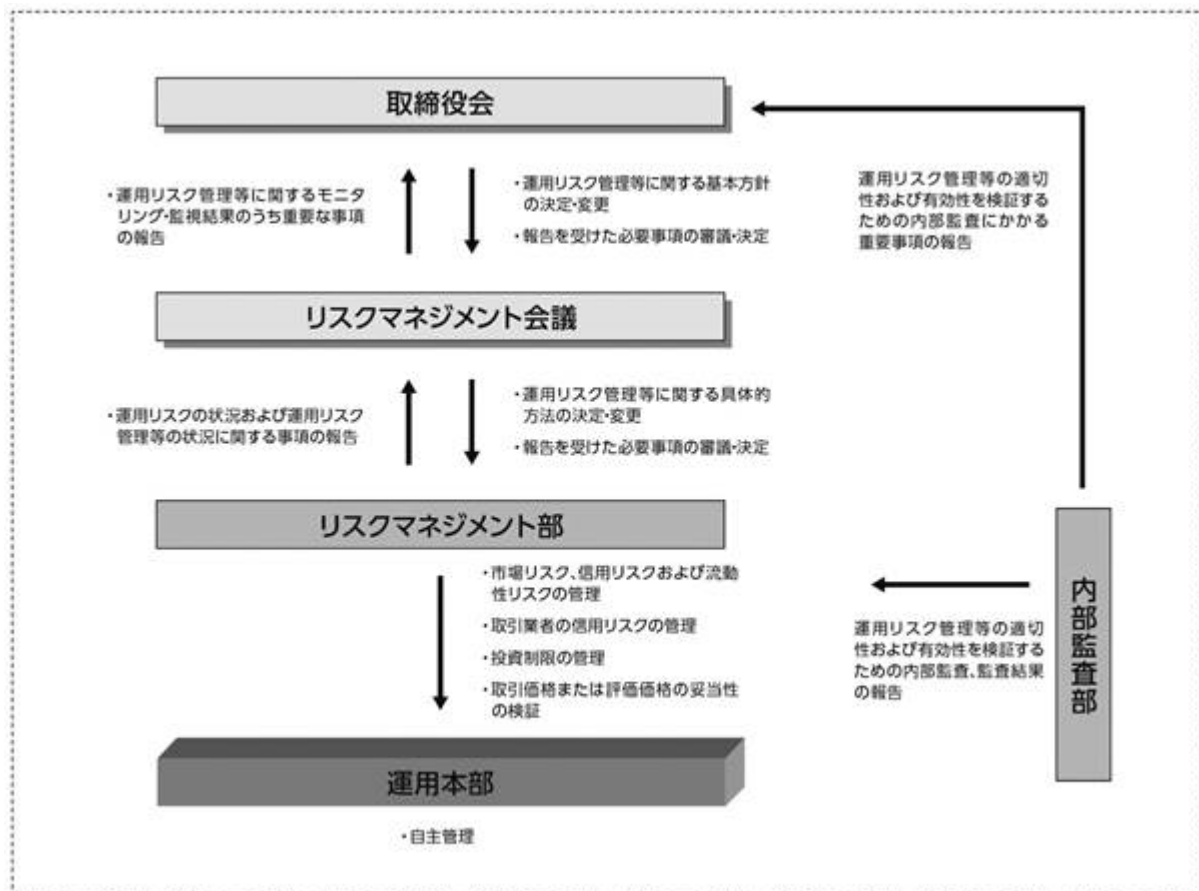 取締役会
・運用リスク管理等に関するモニタ
リング・監視結果のうち重要な事項
の報告
・運用リスク管理等に関する基本方針
の決定・変更
・報告を受けた必要事項の審議・決定
運用リスク管理等の適切
性および有効性を検証す
るための内部監査にかかる
重要事項の報告
リスクマネジメント会議
・運用リスクの状況および運用リスク
管理等の状況に関する事項の報告
・運用リスク管理等に関する具体的
方法の決定・変更
・報告を受けた必要事項の審議・決定
リスクマネジメント部
・市場リスク、信用リスクおよび流動
性リスクの管理
・取引業者の信用リスクの管理
・投資制限の管理
・取引価格または評価価格の妥当性
の検証
運用リスク管理等の適切
性および有効性を検証する
ための内部監査、監査結果
の報告
内部監査部
運用本部
・自主管理